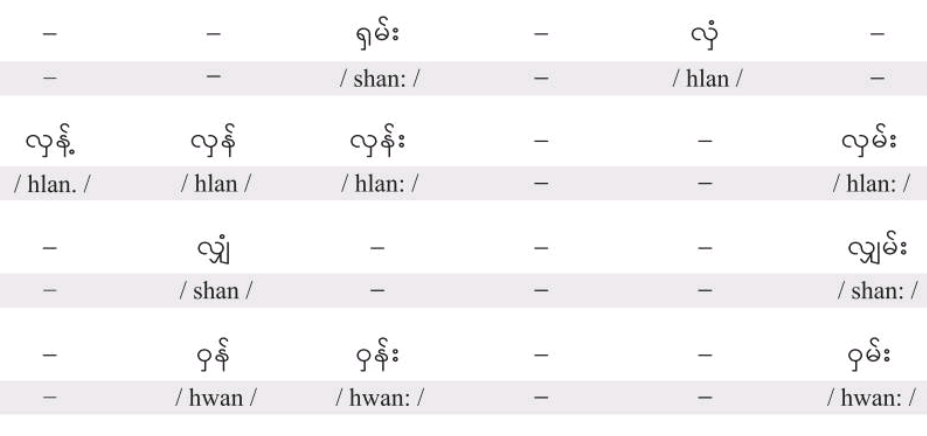 – – ရှမ်း – လှံ –
– – / shan: / – / hlan / –
လှန့် လှန် လှန်း – – လှမ်း
/ hlan. / / hlan / / hlan: / – – / hlan: /
– လျှံ – – – လျှမ်း
– / shan / – – – / shan: /
– ဝှန် ဝှန်း – – ဝှမ်း
– / hwan / / hwan: / – – / hwan: /